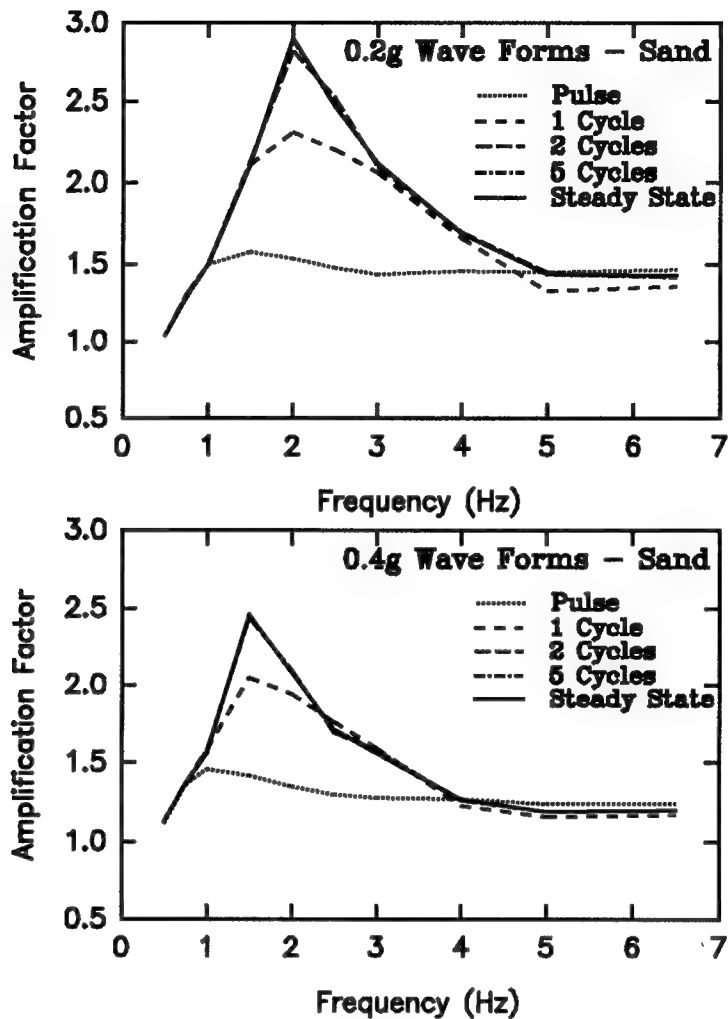 3.0
0.2g Wave Forms – Sand
Pulse
1 Cycle
2 Cycles
5 Cycles
Steady State
2.5
2.0
1.5
1.0
0.5
Amplification Factor
0 1 2 3 4 5 6 7
Frequency (Hz)
3.0
0.4g Wave Forms – Sand
Pulse
1 Cycle
2 Cycles
5 Cycles
Steady State
2.5
2.0
1.5
1.0
0.5
Amplification Factor
0 1 2 3 4 5 6 7
Frequency (Hz)